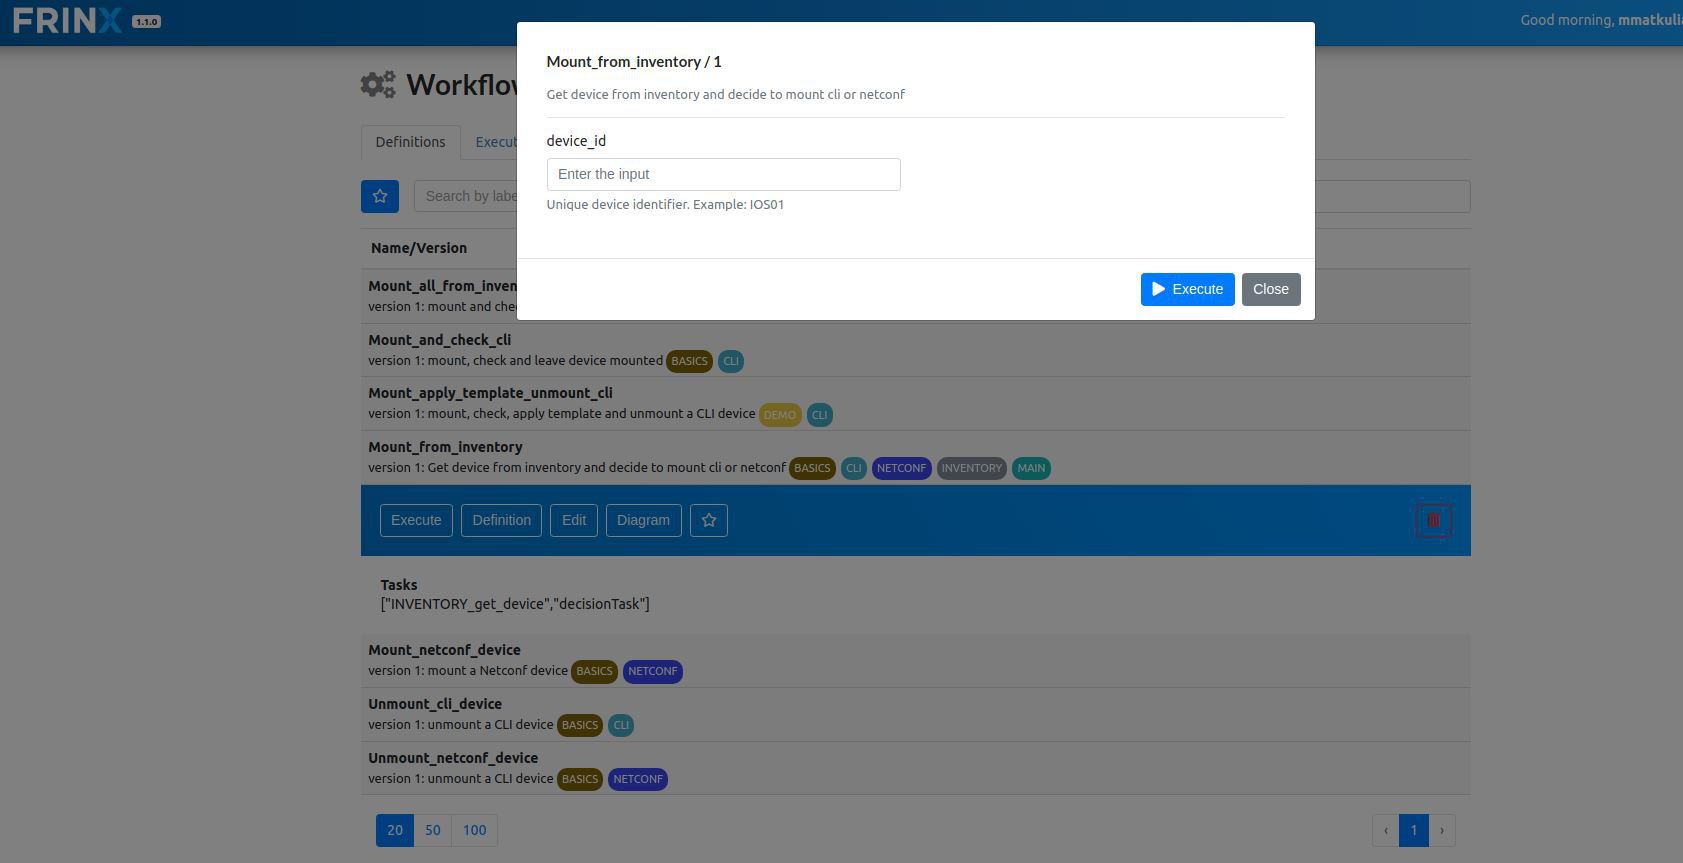 FRINX 1.1.0
Good morning, mmatkulia
Workflow
Definitions Execut
Search by labe
Name/Version
Mount_from_inventory / 1
Get device from inventory and decide to mount cli or netconf
device_id
Enter the input
Unique device identifier. Example: IOS01
Execute Close
Mount_all_from_inven
version 1: mount and chec
Mount_and_check_cli
version 1: mount, check and leave device mounted BASICS CLI
Mount_apply_template_unmount_cli
version 1: mount, check, apply template and unmount a CLI device DEMO CLI
Mount_from_inventory
version 1: Get device from inventory and decide to mount cli or netconf BASICS CLI NETCONF INVENTORY MAIN
Execute Definition Edit Diagram
Tasks
["INVENTORY_get_device","decisionTask"]
Mount_netconf_device
version 1: mount a Netconf device BASICS NETCONF
Unmount_cli_device
version 1: unmount a CLI device BASICS CLI
Unmount_netconf_device
version 1: unmount a CLI device BASICS NETCONF
20 50 100
‹ 1 ›